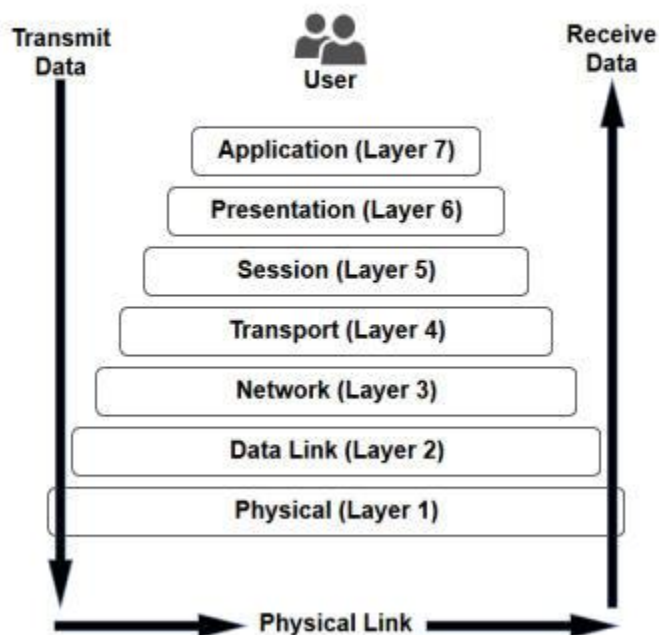 Transmit
Data
User
Receive
Data
Application (Layer 7)
Presentation (Layer 6)
Session (Layer 5)
Transport (Layer 4)
Network (Layer 3)
Data Link (Layer 2)
Physical (Layer 1)
Physical Link